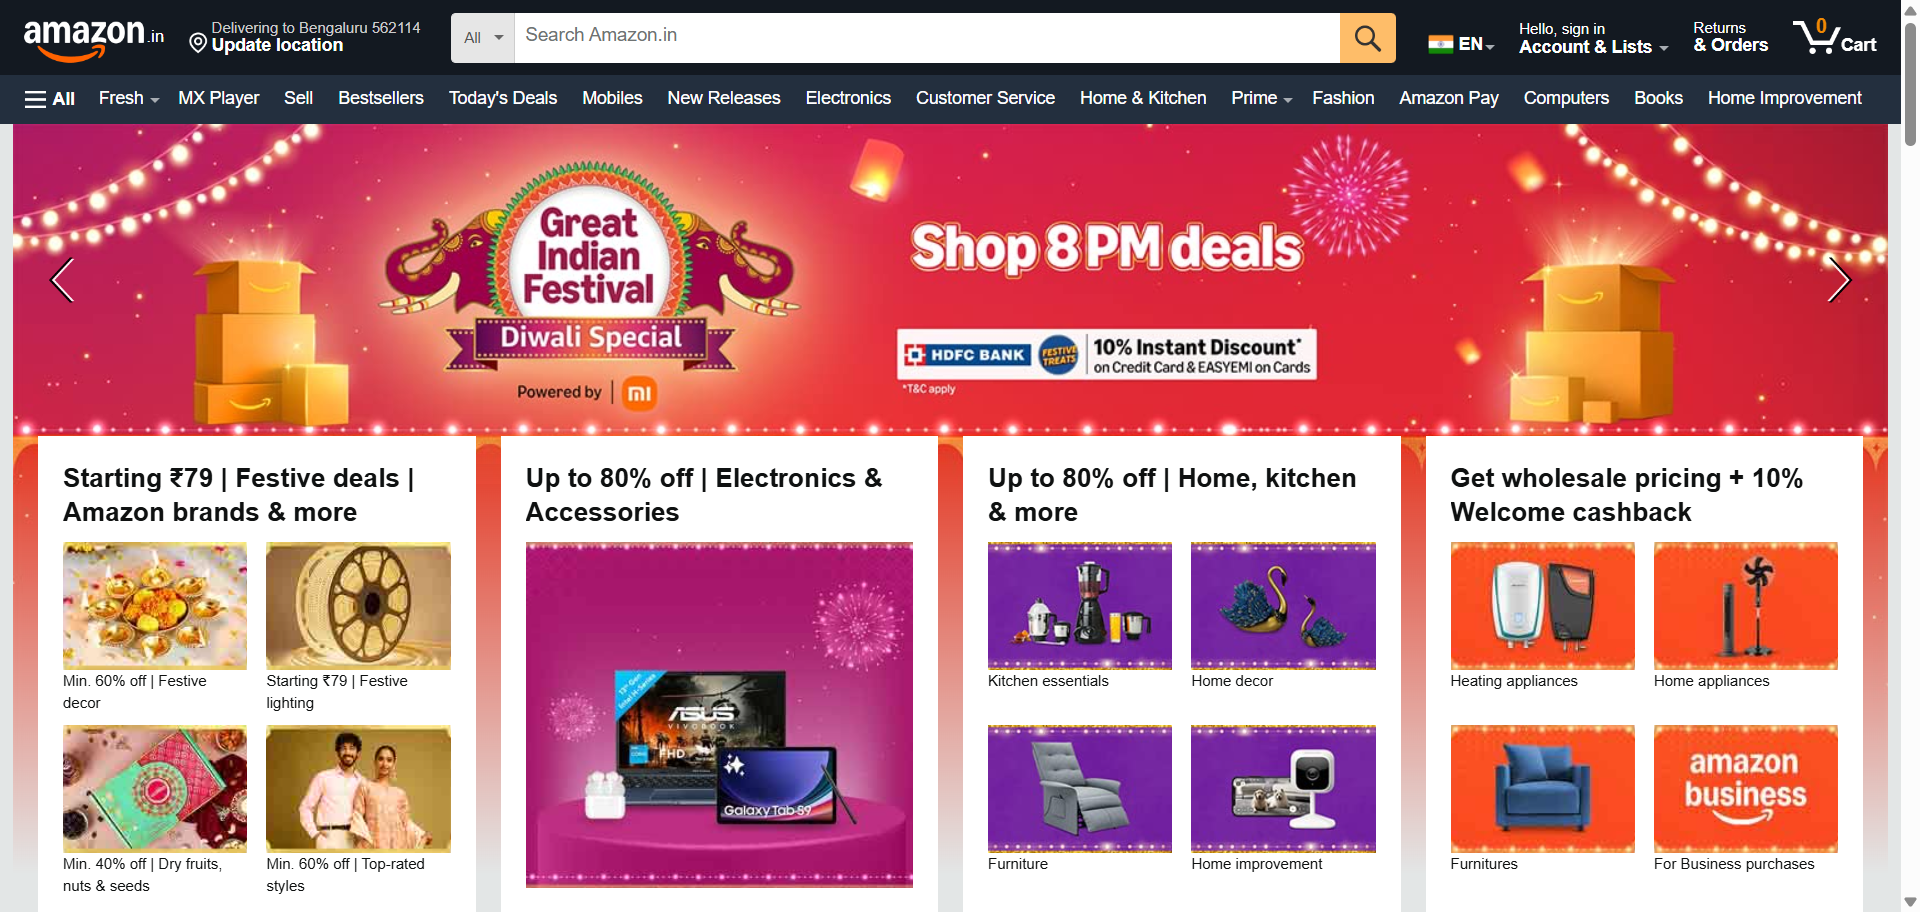 amazon.in
Delivering to Bengaluru 562114
Update location
All
Search Amazon.in
EN
Hello, sign in
Account & Lists
Returns
& Orders
0
Cart
All
Fresh
MX Player
Sell
Bestsellers
Today's Deals
Mobiles
New Releases
Electronics
Customer Service
Home & Kitchen
Prime
Fashion
Amazon Pay
Computers
Books
Home Improvement
Great
Indian
Festival
Diwali Special
Powered by | mi
Shop 8 PM deals
HDFC BANK
FESTIVE
TREATS
10% Instant Discount*
on Credit Card & EASYEMI on Cards
*T&C apply
Starting ₹79 | Festive deals |
Amazon brands & more
Min. 60% off | Festive
decor
Starting ₹79 | Festive
lighting
Min. 40% off | Dry fruits,
nuts & seeds
Min. 60% off | Top-rated
styles
Up to 80% off | Electronics &
Accessories
13th Gen
Intel H-Series
ASUS
VIVOBOOK
FHD
Galaxy Tab S9
Up to 80% off | Home, kitchen
& more
Kitchen essentials
Home decor
Furniture
Home improvement
Get wholesale pricing + 10%
Welcome cashback
Heating appliances
Home appliances
Furnitures
amazon
business
For Business purchases